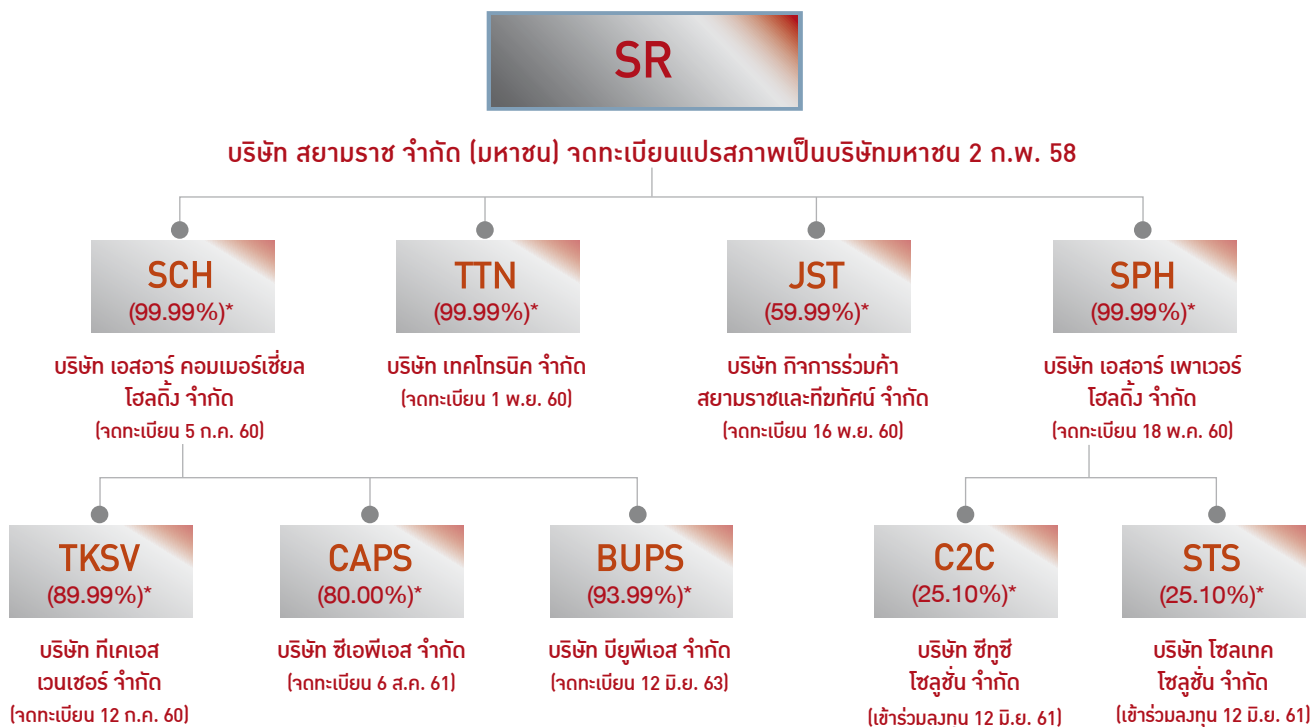 SR
บริษัท สยามราช จำกัด (มหาชน) จดทะเบียนแปรสภาพเป็นบริษัทมหาชน 2 ก.พ. 58
SCH
(99.99%)*
บริษัท เอสอาร์ คอมเมอร์เชี่ยล
โฮลดิ้ง จำกัด
(จดทะเบียน 5 ก.ค. 60)
TTN
(99.99%)*
บริษัท เทคโทรนิค จำกัด
(จดทะเบียน 1 พ.ย. 60)
JST
(59.99%)*
บริษัท กิจการร่วมค้า
สยามราชและทีฆทัศน์ จำกัด
(จดทะเบียน 16 พ.ย. 60)
SPH
(99.99%)*
บริษัท เอสอาร์ เพาเวอร์
โฮลดิ้ง จำกัด
(จดทะเบียน 18 พ.ค. 60)
TKSV
(89.99%)*
บริษัท ทีเคเอส
เวนเชอร์ จำกัด
(จดทะเบียน 12 ก.ค. 60)
CAPS
(80.00%)*
บริษัท ซีเอพีเอส จำกัด
(จดทะเบียน 6 ส.ค. 61)
BUPS
(93.99%)*
บริษัท บียูพีเอส จำกัด
(จดทะเบียน 12 มิ.ย. 63)
C2C
(25.10%)*
บริษัท ซีทูซี
โซลูชั่น จำกัด
(เข้าร่วมลงทุน 12 มิ.ย. 61)
STS
(25.10%)*
บริษัท โซลเทค
โซลูชั่น จำกัด
(เข้าร่วมลงทุน 12 มิ.ย. 61)